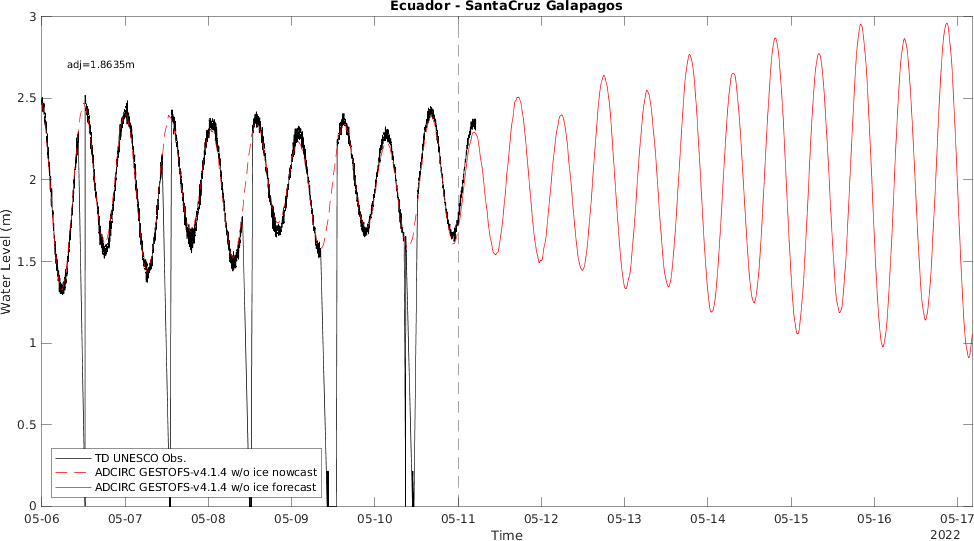 Ecuador - SantaCruz Galapagos
adj=1.8635m
Water Level (m)
3
2.5
2
1.5
1
0.5
0
TD UNESCO Obs.
ADCIRC GESTOFS-v4.1.4 w/o ice nowcast
ADCIRC GESTOFS-v4.1.4 w/o ice forecast
05-06 05-07 05-08 05-09 05-10 05-11 05-12 05-13 05-14 05-15 05-16 05-17
Time
2022